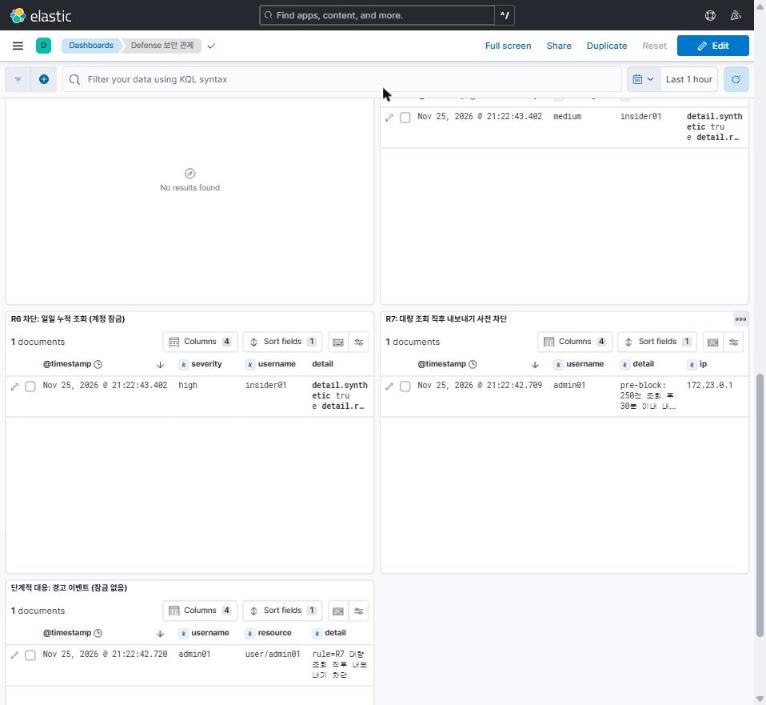 elastic
Find apps, content, and more.
^/
D
Dashboards
Defense 보안 관제
Full screen
Share
Duplicate
Reset
Edit
Filter your data using KQL syntax
Last 1 hour
No results found
Nov 25, 2026 @ 21:22:43.402 medium insider01 detail.synth
etic tru
e detail.r…
R6 차단: 일일 누적 조회 (계정 잠금)
1 documents
Columns 4
Sort fields 1
@timestamp severity username detail
Nov 25, 2026 @ 21:22:43.402 high insider01 detail.synth
etic tru
e detail.r…
R7: 대량 조회 직후 내보내기 사전 차단
1 documents
Columns 4
Sort fields 1
@timestamp username detail ip
Nov 25, 2026 @ 21:22:42.709 admin01 pre-block: 172.23.0.1
250건 조회 후
30분 이내 내…
단계적 대응: 경고 이벤트 (잠금 없음)
1 documents
Columns 4
Sort fields 1
@timestamp username resource detail
Nov 25, 2026 @ 21:22:42.720 admin01 user/admin01 rule=R7 대량
조회 직후 내보
내기 차단